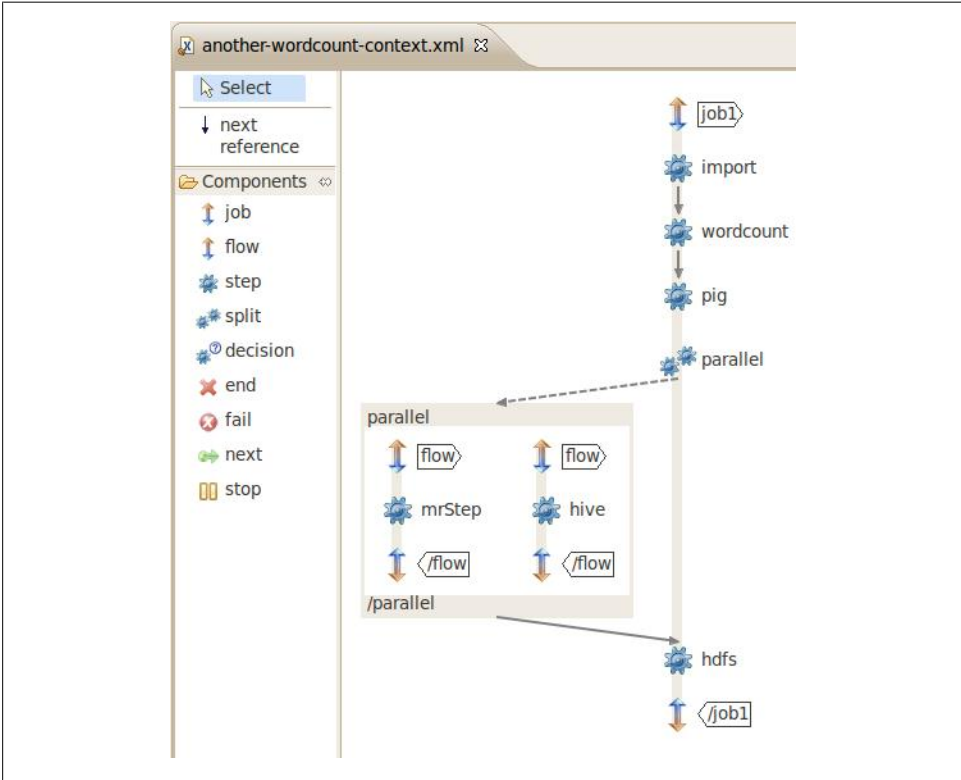 another-wordcount-context.xml
Select
next
reference
Components
job
flow
step
split
decision
end
fail
next
stop
job1
import
wordcount
pig
parallel
parallel
flow
flow
mrStep
hive
/flow
/flow
/parallel
hdfs
/job1